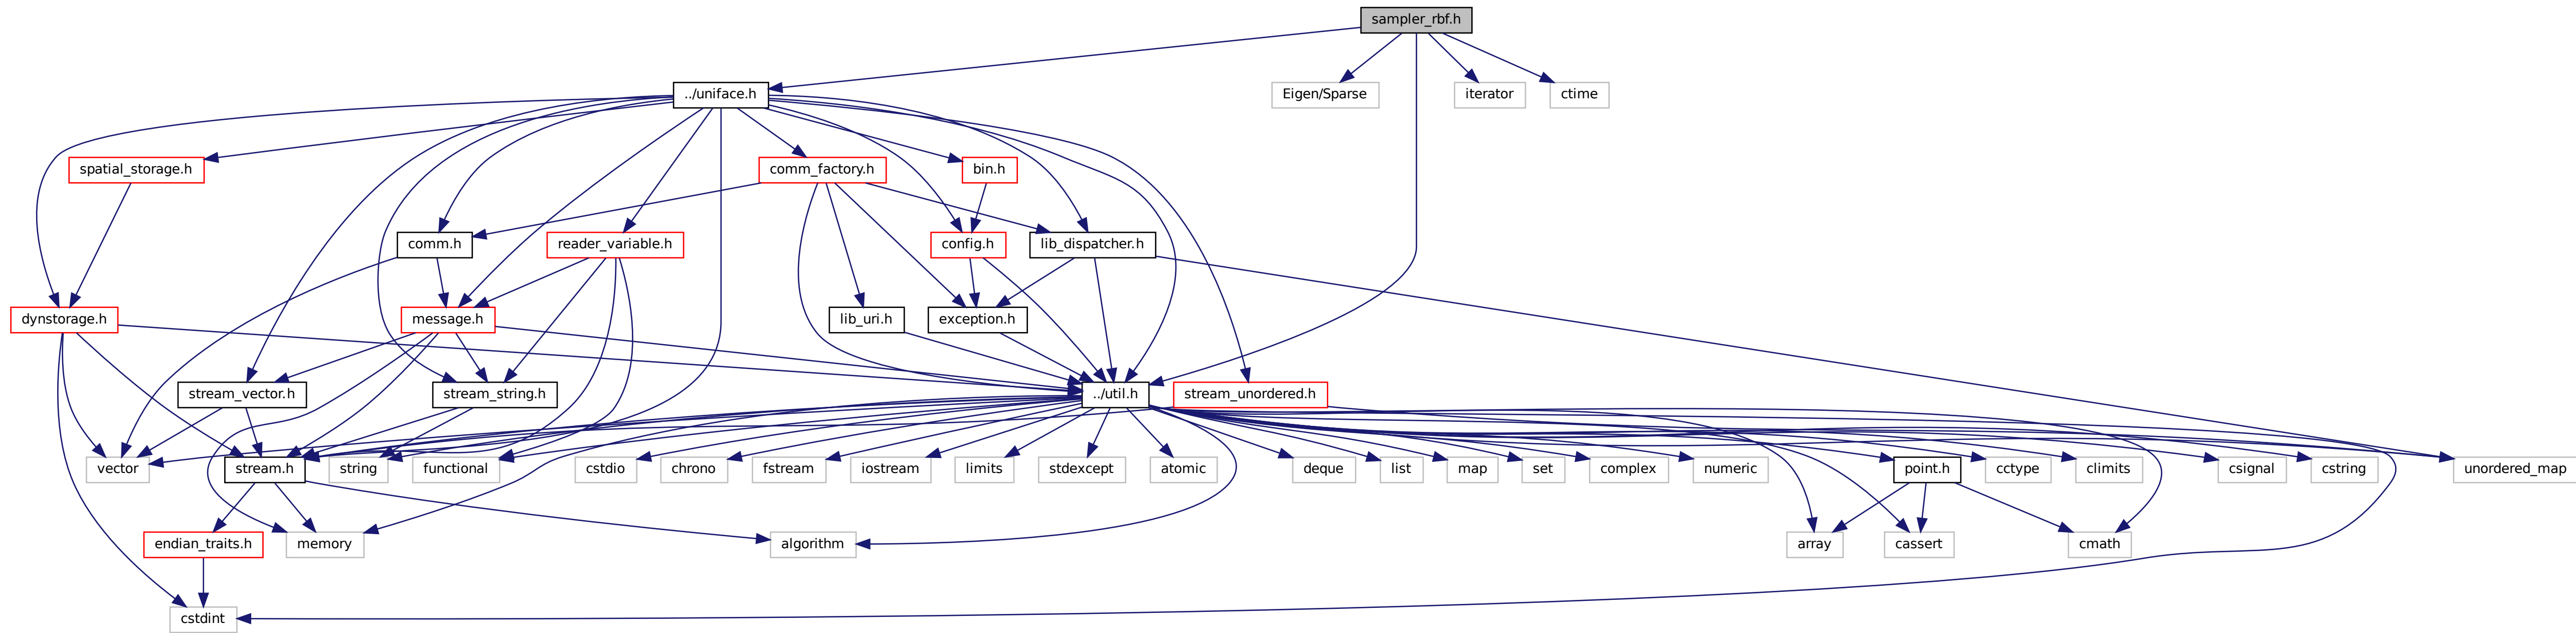 sampler_rbf.h
../uniface.h
Eigen/Sparse
iterator
ctime
spatial_storage.h
comm_factory.h
bin.h
comm.h
reader_variable.h
config.h
lib_dispatcher.h
dynstorage.h
message.h
lib_uri.h
exception.h
stream_vector.h
stream_string.h
../util.h
stream_unordered.h
vector
stream.h
string
functional
cstdio
chrono
fstream
iostream
limits
stdexcept
atomic
deque
list
map
set
complex
numeric
point.h
cctype
climits
csignal
cstring
unordered_map
endian_traits.h
memory
algorithm
array
cassert
cmath
cstdint